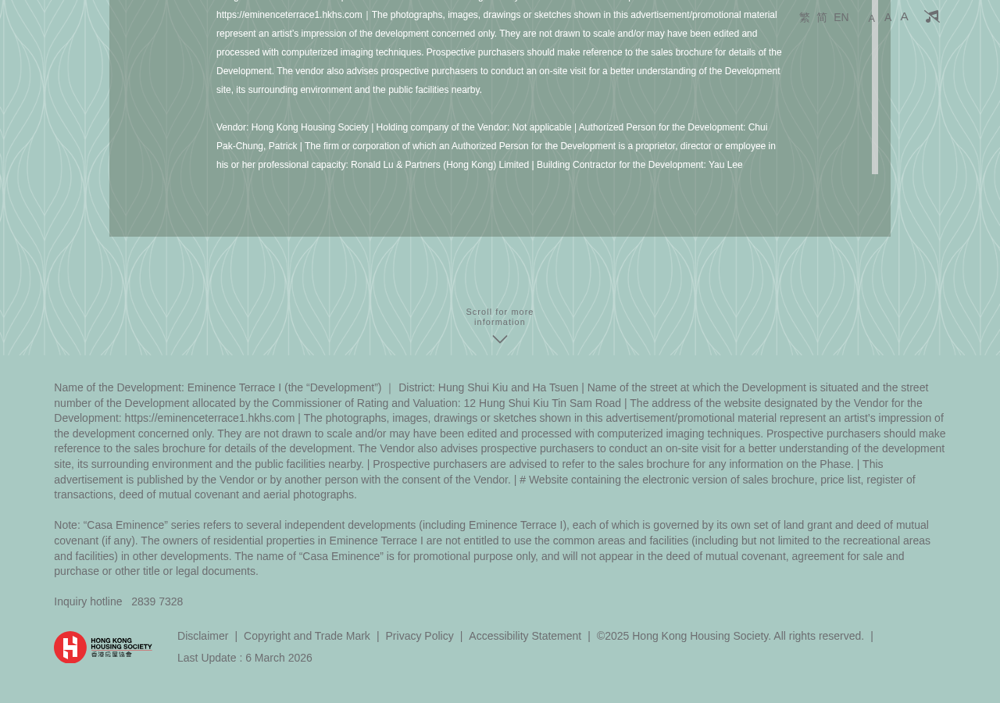 https://eminenceterrace1.hkhs.com｜The photographs, images, drawings or sketches shown in this advertisement/promotional material
represent an artist's impression of the development concerned only. They are not drawn to scale and/or may have been edited and
processed with computerized imaging techniques. Prospective purchasers should make reference to the sales brochure for details of the
Development. The vendor also advises prospective purchasers to conduct an on-site visit for a better understanding of the Development
site, its surrounding environment and the public facilities nearby.
Vendor: Hong Kong Housing Society | Holding company of the Vendor: Not applicable | Authorized Person for the Development: Chui
Pak-Chung, Patrick | The firm or corporation of which an Authorized Person for the Development is a proprietor, director or employee in
his or her professional capacity: Ronald Lu & Partners (Hong Kong) Limited | Building Contractor for the Development: Yau Lee
繁 简 EN A A A
Scroll for more
information
Name of the Development: Eminence Terrace I (the “Development”) ｜ District: Hung Shui Kiu and Ha Tsuen | Name of the street at which the Development is situated and the street
number of the Development allocated by the Commissioner of Rating and Valuation: 12 Hung Shui Kiu Tin Sam Road | The address of the website designated by the Vendor for the
Development: https://eminenceterrace1.hkhs.com | The photographs, images, drawings or sketches shown in this advertisement/promotional material represent an artist’s impression of
the development concerned only. They are not drawn to scale and/or may have been edited and processed with computerized imaging techniques. Prospective purchasers should make
reference to the sales brochure for details of the development. The Vendor also advises prospective purchasers to conduct an on-site visit for a better understanding of the development
site, its surrounding environment and the public facilities nearby. | Prospective purchasers are advised to refer to the sales brochure for any information on the Phase. | This
advertisement is published by the Vendor or by another person with the consent of the Vendor. | # Website containing the electronic version of sales brochure, price list, register of
transactions, deed of mutual covenant and aerial photographs.
Note: “Casa Eminence” series refers to several independent developments (including Eminence Terrace I), each of which is governed by its own set of land grant and deed of mutual
covenant (if any). The owners of residential properties in Eminence Terrace I are not entitled to use the common areas and facilities (including but not limited to the recreational areas
and facilities) in other developments. The name of “Casa Eminence” is for promotional purpose only, and will not appear in the deed of mutual covenant, agreement for sale and
purchase or other title or legal documents.
Inquiry hotline 2839 7328
HONG KONG
HOUSING SOCIETY
香港房屋協會
Disclaimer | Copyright and Trade Mark | Privacy Policy | Accessibility Statement | ©2025 Hong Kong Housing Society. All rights reserved. |
Last Update : 6 March 2026